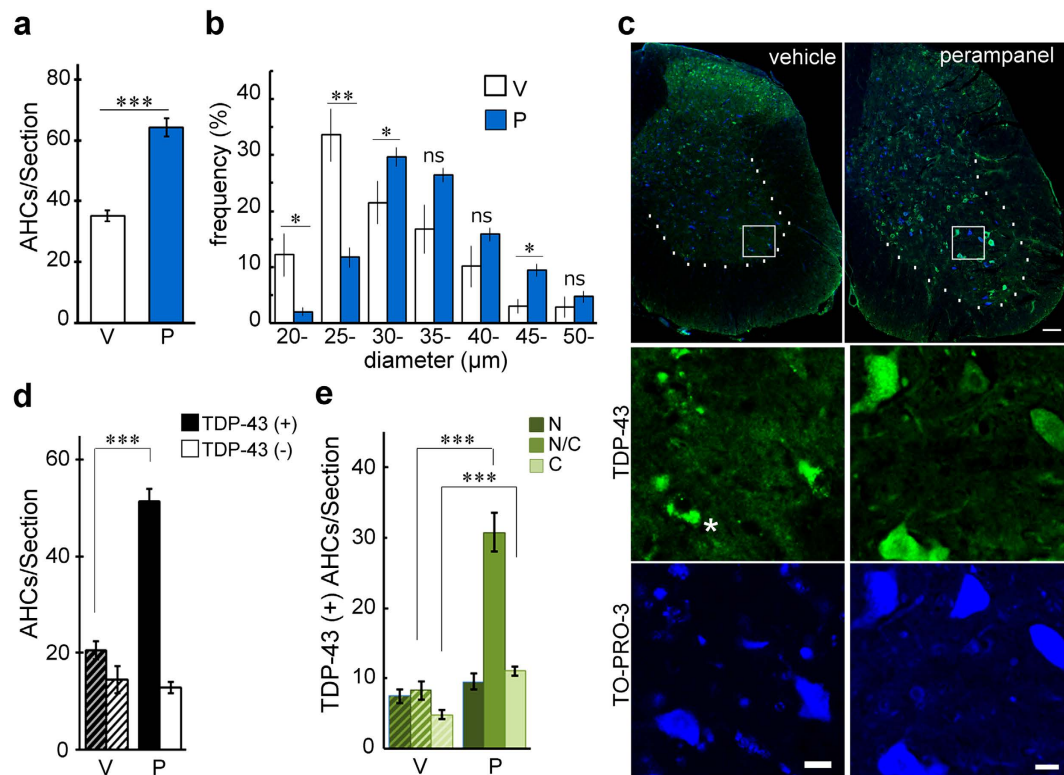 a
AHCs/Section
80
60
40
20
0
***
V
P
b
frequency (%)
40
30
20
10
0
*
**
*
ns
ns
*
ns
V
P
20-
25-
30-
35-
40-
45-
50-
diameter (μm)
c
vehicle
perampanel
TDP-43
*
TO-PRO-3
d
AHCs/Section
60
40
20
0
***
TDP-43 (+)
TDP-43 (-)
V
P
e
TDP-43 (+) AHCs/Section
40
30
20
10
0
***
***
N
N/C
C
V
P